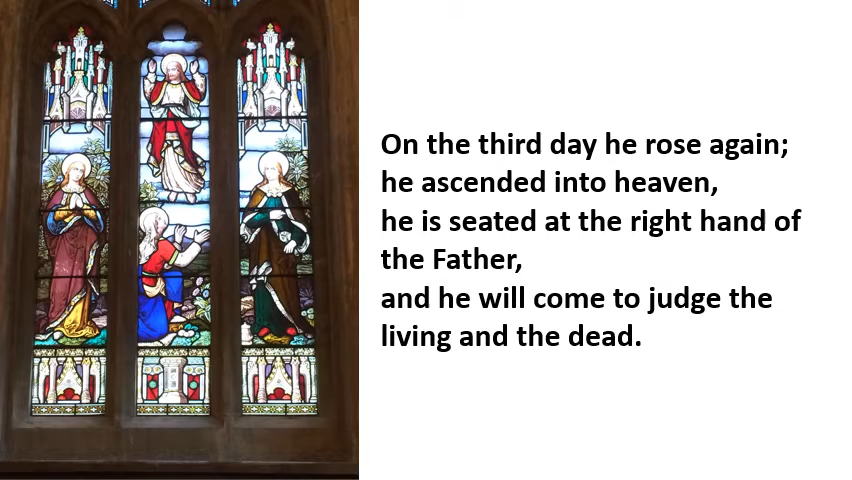 On the third day he rose again;
he ascended into heaven,
he is seated at the right hand of
the Father,
and he will come to judge the
living and the dead.